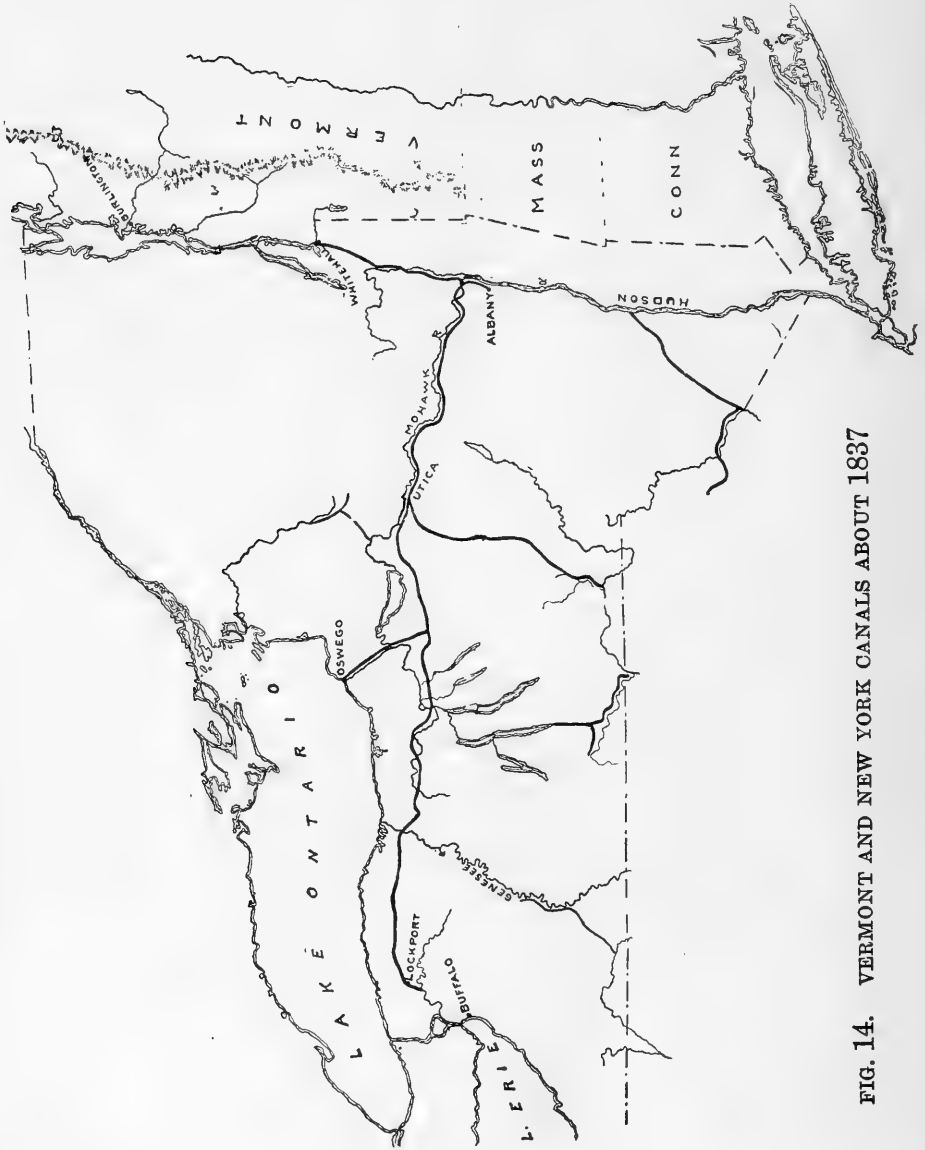 LAKE ONTARIO
L. ERIE
BUFFALO
LOCKPORT
GENESEE
OSWEGO
UTICA
MOHAWK
R
ALBANY
HUDSON
R
WHITEHALL
BURLINGTON
VERMONT
MASS
CONN
FIG. 14. VERMONT AND NEW YORK CANALS ABOUT 1837